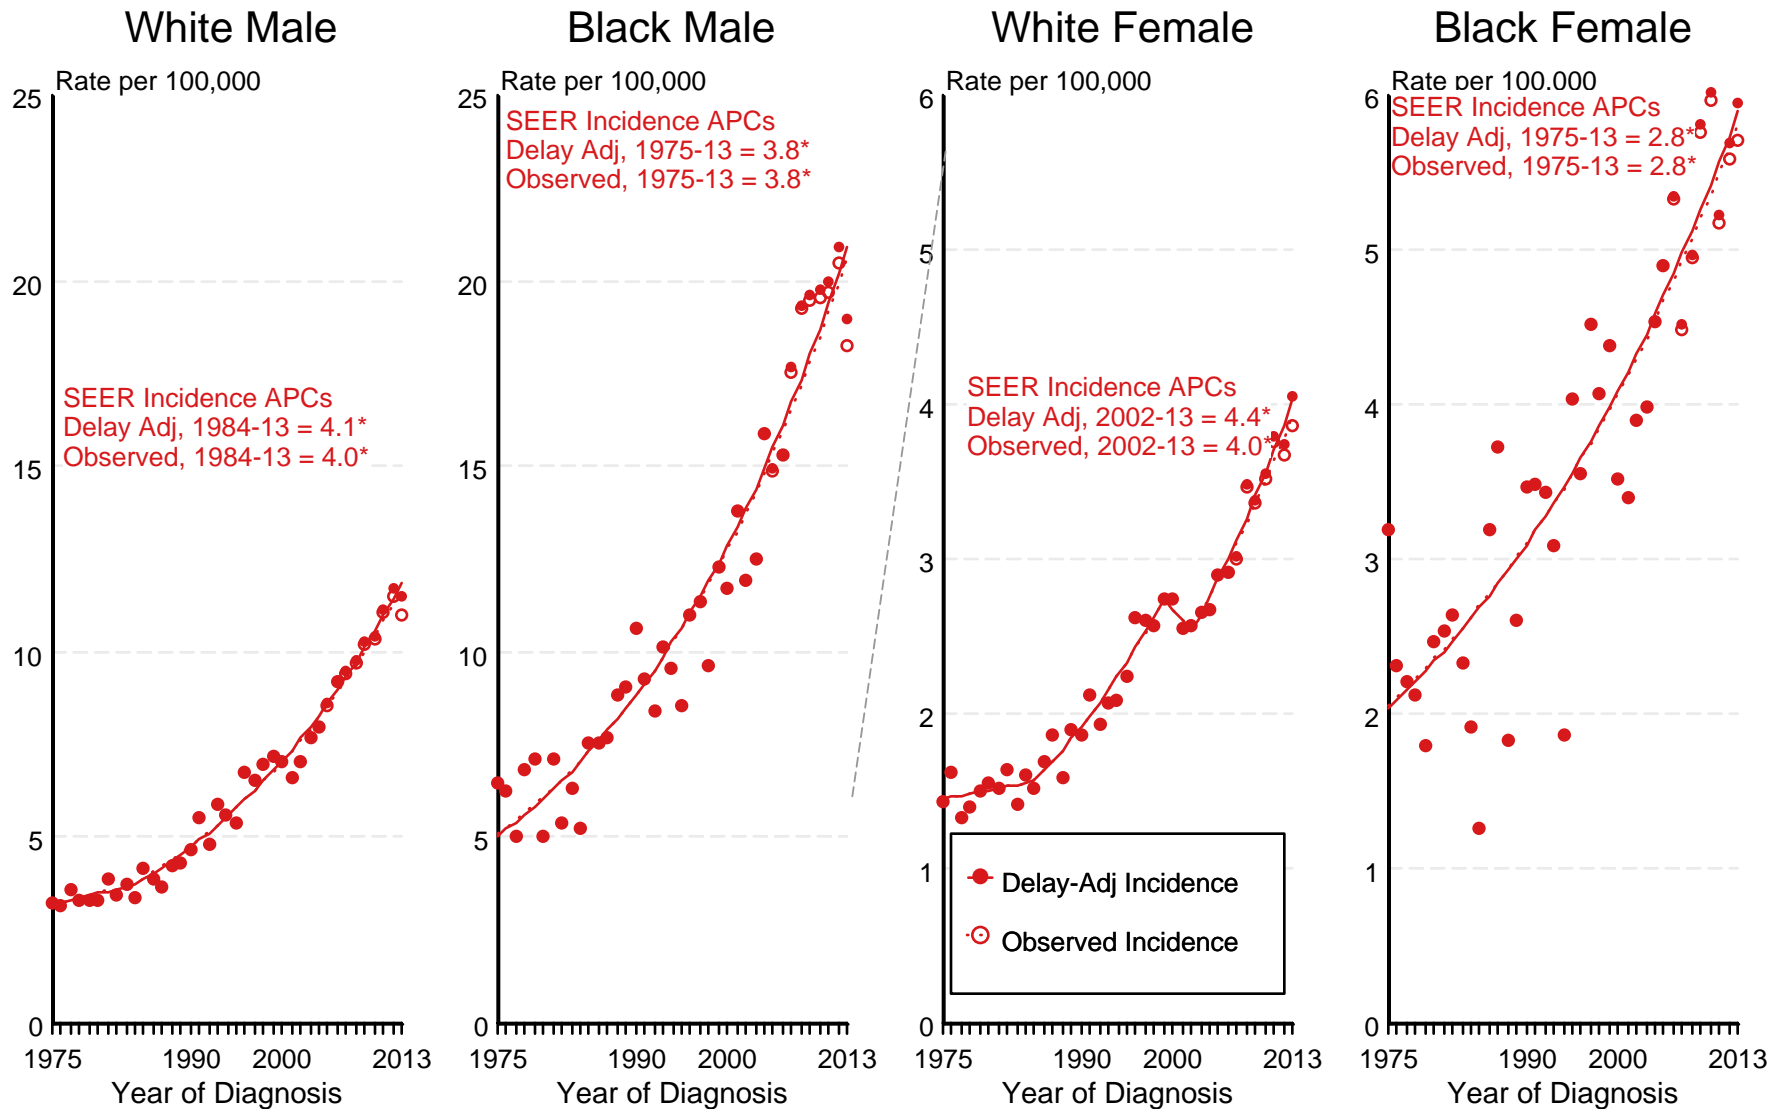 White Male
Rate per 100,000
25
20
15
10
5
0
SEER Incidence APCs
Delay Adj, 1984-13 = 4.1*
Observed, 1984-13 = 4.0*
1975 1990 2000 2013
Year of Diagnosis
Black Male
Rate per 100,000
25
20
15
10
5
0
SEER Incidence APCs
Delay Adj, 1975-13 = 3.8*
Observed, 1975-13 = 3.8*
1975 1990 2000 2013
Year of Diagnosis
White Female
Rate per 100,000
6
5
4
3
2
1
0
SEER Incidence APCs
Delay Adj, 2002-13 = 4.4*
Observed, 2002-13 = 4.0*
Delay-Adj Incidence
Observed Incidence
1975 1990 2000 2013
Year of Diagnosis
Black Female
Rate per 100,000
6
5
4
3
2
1
0
SEER Incidence APCs
Delay Adj, 1975-13 = 2.8*
Observed, 1975-13 = 2.8*
1975 1990 2000 2013
Year of Diagnosis